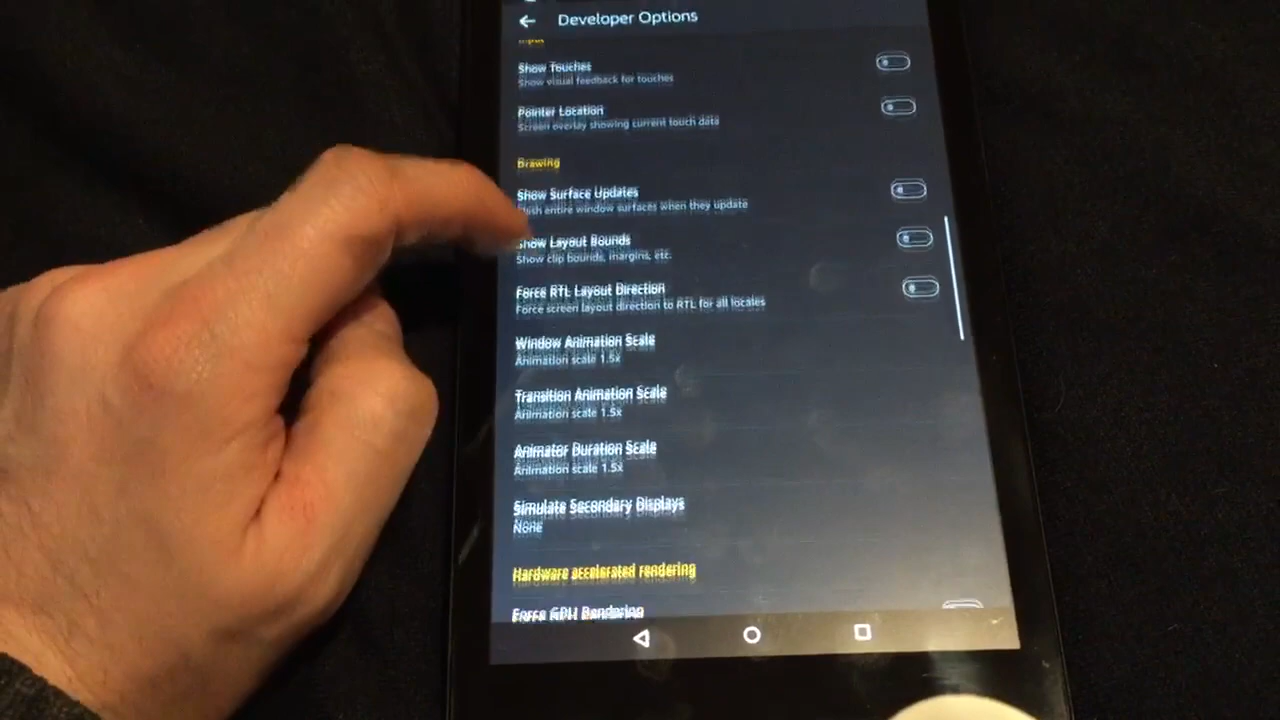 Developer Options
Input
Show Touches
Show visual feedback for touches
Pointer Location
Screen overlay showing current touch data
Drawing
Show Surface Updates
Flash entire window surfaces when they update
Show Layout Bounds
Show clip bounds, margins, etc.
Force RTL Layout Direction
Force screen layout direction to RTL for all locales
Window Animation Scale
Animation scale 1.5x
Transition Animation Scale
Animation scale 1.5x
Animator Duration Scale
Animation scale 1.5x
Simulate Secondary Displays
None
Hardware accelerated rendering
Force GPU Rendering